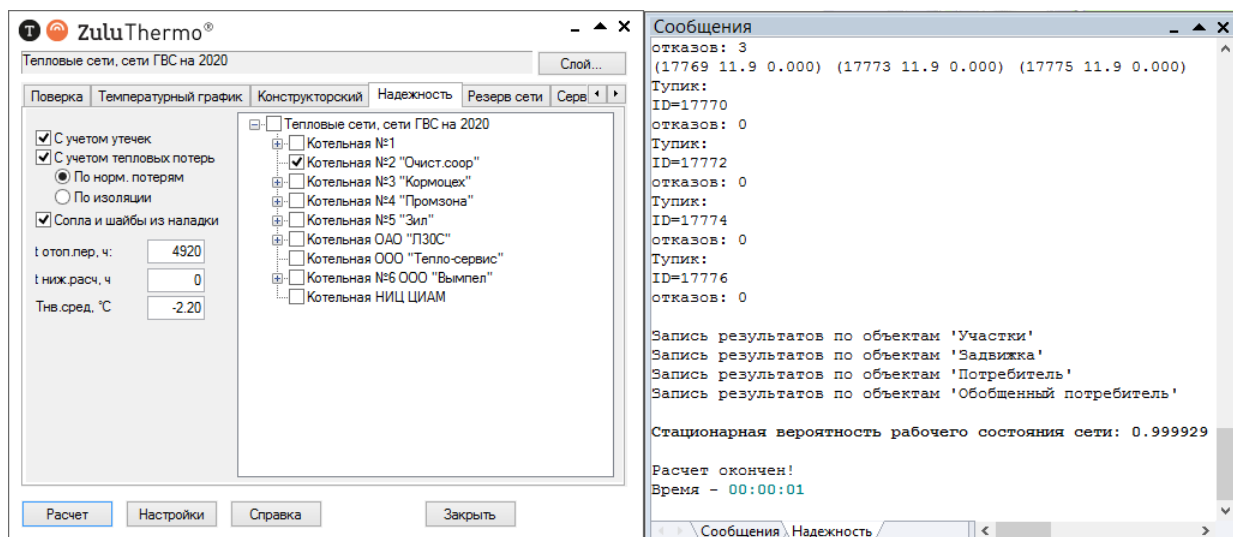 ZuluThermo®
Тепловые сети, сети ГВС на 2020
Слой...
Поверка
Температурный график
Конструкторский
Надежность
Резерв сети
Серв
С учетом утечек
С учетом тепловых потерь
По норм. потерям
По изоляции
Сопла и шайбы из наладки
t отоп.пер, ч: 4920
t ниж.расч, ч 0
Tнв.сред, °C -2.20
Тепловые сети, сети ГВС на 2020
Котельная №1
Котельная №2 "Очист.соор"
Котельная №3 "Кормоцех"
Котельная №4 "Промзона"
Котельная №5 "Зил"
Котельная ОАО "ПЗОС"
Котельная ООО "Тепло-сервис"
Котельная №6 ООО "Вымпел"
Котельная НИЦ ЦИАМ
Расчет
Настройки
Справка
Закрыть
Сообщения
отказов: 3
(17769 11.9 0.000) (17773 11.9 0.000) (17775 11.9 0.000)
Тупик:
ID=17770
отказов: 0
Тупик:
ID=17772
отказов: 0
Тупик:
ID=17774
отказов: 0
Тупик:
ID=17776
отказов: 0
Запись результатов по объектам 'Участки'
Запись результатов по объектам 'Задвижка'
Запись результатов по объектам 'Потребитель'
Запись результатов по объектам 'Обобщенный потребитель'
Стационарная вероятность рабочего состояния сети: 0.999929
Расчет окончен!
Время - 00:00:01
Сообщения
Надежность